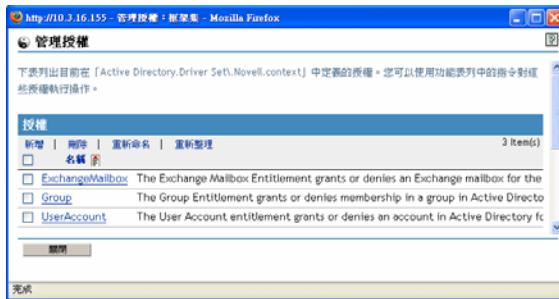 http://10.3.16.155 - 管理授權：框架集 - Mozilla Firefox
管理授權
下表列出目前在「Active Directory.Driver Set\.Novell.context」中定義的授權。您可以使用功能表列中的指令對這
些授權執行操作。
授權
新增 | 刪除 | 重新命名 | 重新整理 3 Item(s)
名稱
ExchangeMailbox The Exchange Mailbox Entitlement grants or denies an Exchange mailbox for the
Group The Group Entitlement grants or denies membership in a group in Active Directo
UserAccount The User Account entitlement grants or denies an account in Active Directory fo
關閉
完成